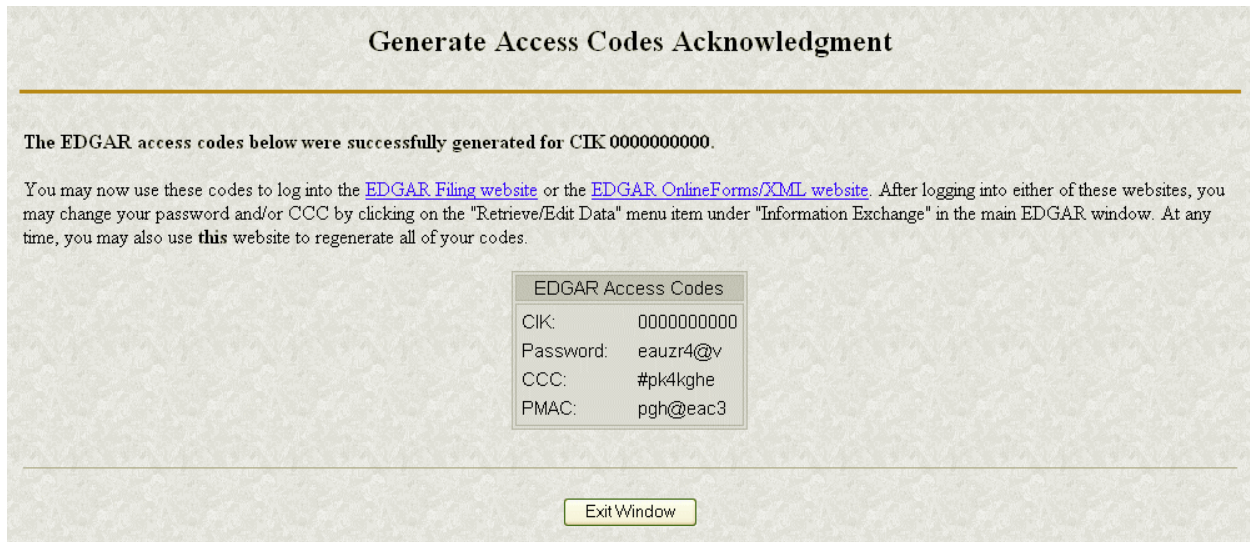 Generate Access Codes Acknowledgment
The EDGAR access codes below were successfully generated for CIK 0000000000.
You may now use these codes to log into the EDGAR Filing website or the EDGAR OnlineForms/XML website. After logging into either of these websites, you
may change your password and/or CCC by clicking on the "Retrieve/Edit Data" menu item under "Information Exchange" in the main EDGAR window. At any
time, you may also use this website to regenerate all of your codes.
EDGAR Access Codes
CIK: 0000000000
Password: eauzr4@v
CCC: #pk4kghe
PMAC: pgh@eac3
Exit Window